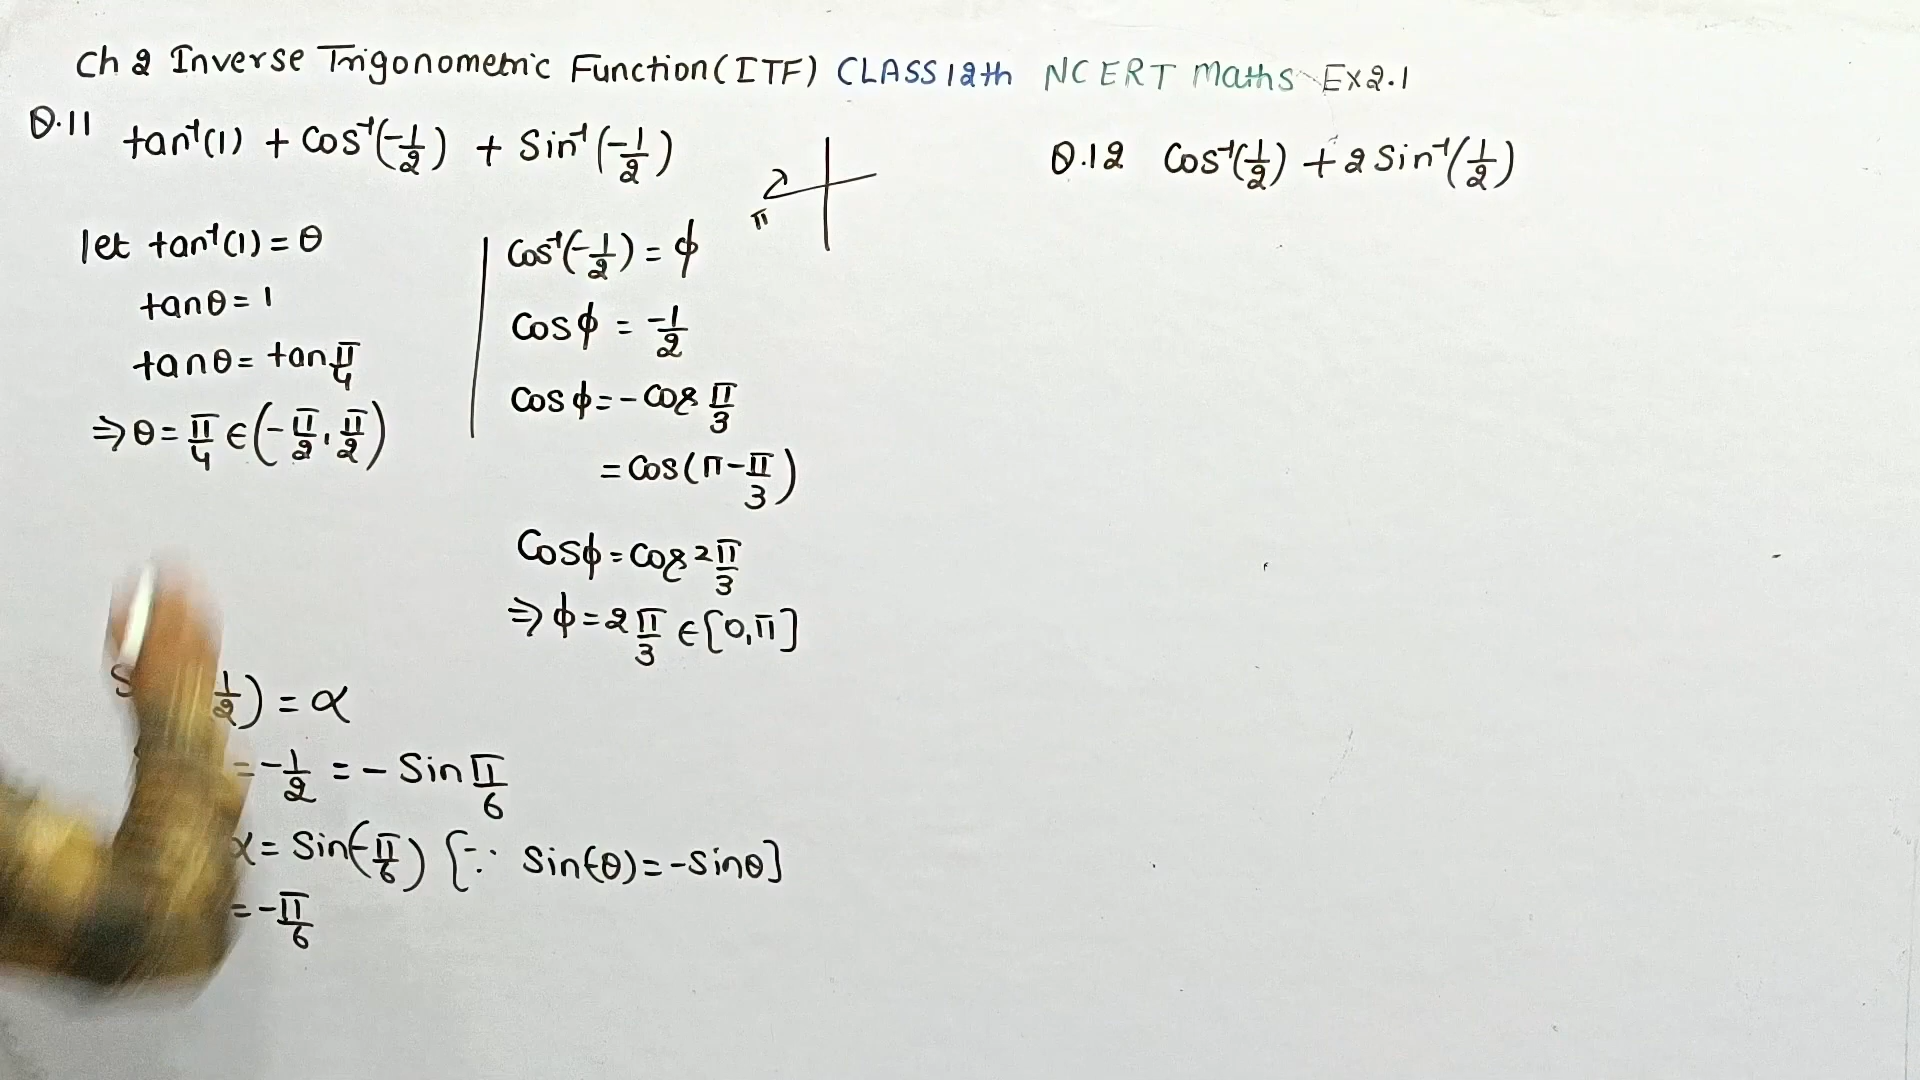 Ch 2 Inverse Trigonometric Function(ITF) CLASS 12th NCERT Maths Ex 2.1
Q.11 tan⁻¹(1) + Cos⁻¹(-1/2) + Sin⁻¹(-1/2)
π
let tan⁻¹(1) = θ
tanθ = 1
tanθ = tan π/4
⇒ θ = π/4 ∈ (-π/2, π/2)
Cos⁻¹(-1/2) = ϕ
Cosϕ = -1/2
Cosϕ = -cos π/3
= Cos(π - π/3)
Cosϕ = cos 2π/3
⇒ ϕ = 2π/3 ∈ [0, π]
1/2) = α
= -1/2 = - Sin π/6
α = Sin(-π/6) [∵ Sin(-θ) = -Sinθ]
= -π/6
Q.12 Cos⁻¹(1/2) + 2 Sin⁻¹(1/2)